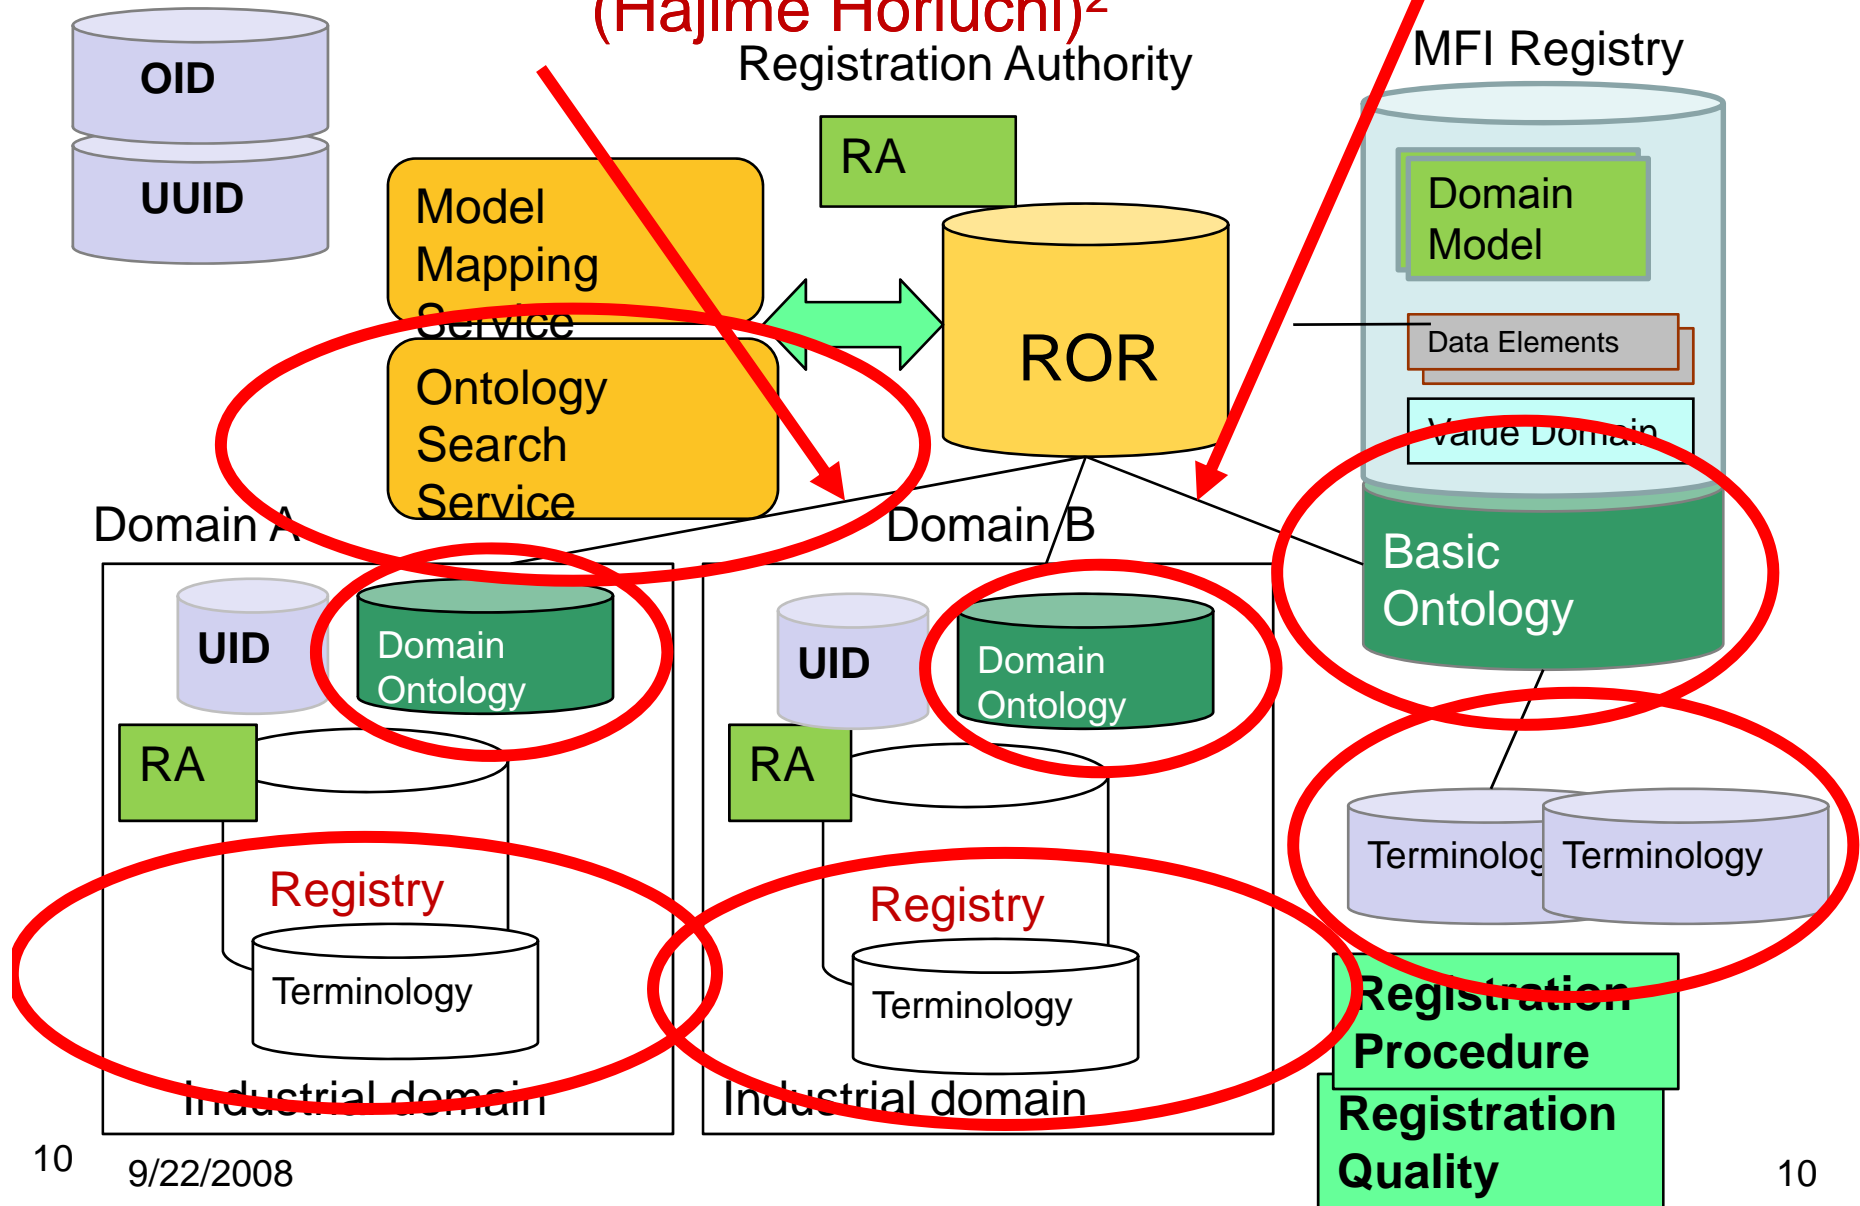 (Hajime Horiuchi)²
Registration Authority
MFI Registry
OID
UUID
RA
Model
Mapping
Service
Domain
Model
ROR
Data Elements
Ontology
Search
Service
Value Domain
Domain A
Domain B
Basic
Ontology
UID
Domain
Ontology
UID
Domain
Ontology
RA
RA
Registry
Terminology
Industrial domain
Registry
Terminology
Industrial domain
Terminolog
Terminology
Registration
Procedure
Registration
Quality
10
9/22/2008
10